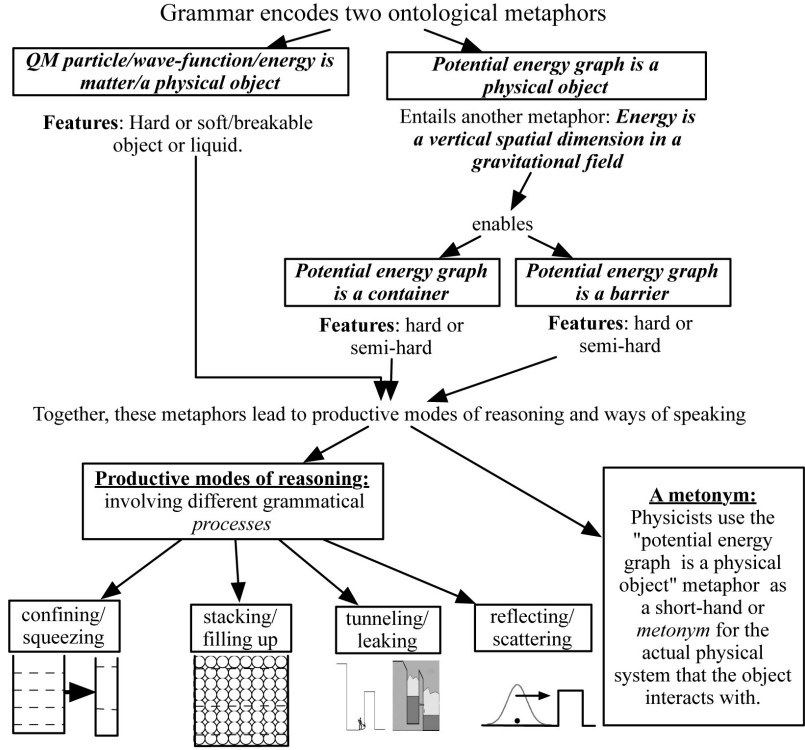 Grammar encodes two ontological metaphors
QM particle/wave-function/energy is
matter/a physical object
Features: Hard or soft/breakable
object or liquid.
Potential energy graph is a
physical object
Entails another metaphor: Energy is
a vertical spatial dimension in a
gravitational field
enables
Potential energy graph
is a container
Features: hard or
semi-hard
Potential energy graph
is a barrier
Features: hard or
semi-hard
Together, these metaphors lead to productive modes of reasoning and ways of speaking
Productive modes of reasoning:
involving different grammatical
processes
confining/
squeezing
stacking/
filling up
tunneling/
leaking
reflecting/
scattering
A metonym:
Physicists use the
"potential energy
graph is a physical
object" metaphor as
a short-hand or
metonym for the
actual physical
system that the object
interacts with.